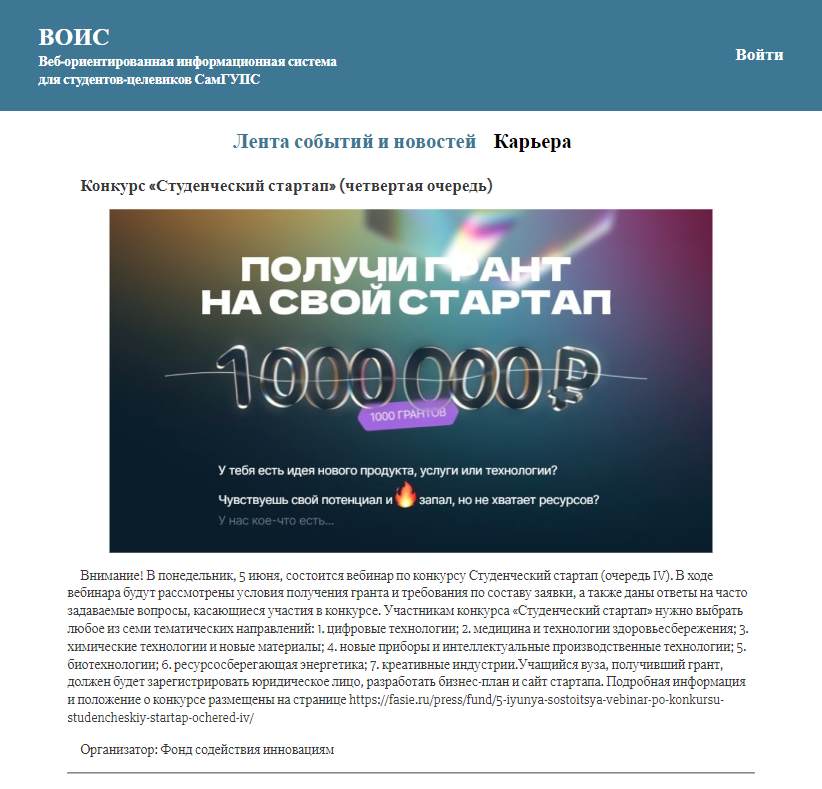 ВОИС
Веб-ориентированная информационная система
для студентов-целевиков СамГУПС
Войти
Лента событий и новостей Карьера
Конкурс «Студенческий стартап» (четвертая очередь)
ПОЛУЧИ ГРАНТ
НА СВОЙ СТАРТАП
1 000 000 ₽
1000 ГРАНТОВ
У тебя есть идея нового продукта, услуги или технологии?
Чувствуешь свой потенциал и 🔥 запал, но не хватает ресурсов?
У нас кое-что есть...
Внимание! В понедельник, 5 июня, состоится вебинар по конкурсу Студенческий стартап (очередь IV). В ходе
вебинара будут рассмотрены условия получения гранта и требования по составу заявки, а также даны ответы на часто
задаваемые вопросы, касающиеся участия в конкурсе. Участникам конкурса «Студенческий стартап» нужно выбрать
любое из семи тематических направлений: 1. цифровые технологии; 2. медицина и технологии здоровьесбережения; 3.
химические технологии и новые материалы; 4. новые приборы и интеллектуальные производственные технологии; 5.
биотехнологии; 6. ресурсосберегающая энергетика; 7. креативные индустрии.Учащийся вуза, получивший грант,
должен будет зарегистрировать юридическое лицо, разработать бизнес-план и сайт стартапа. Подробная информация
и положение о конкурсе размещены на странице https://fasie.ru/press/fund/5-iyunya-sostoitsya-vebinar-po-konkursu-
studencheskiy-startap-ochered-iv/
Организатор: Фонд содействия инновациям